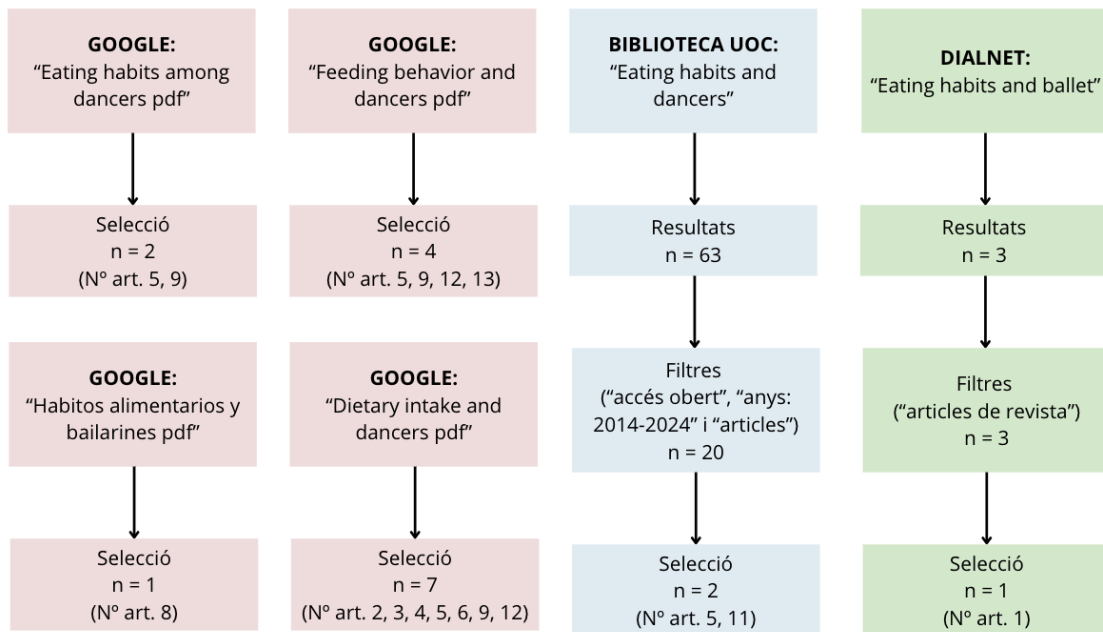 GOOGLE:
“Eating habits among
dancers pdf”
Selecció
n = 2
(Nº art. 5, 9)
GOOGLE:
“Feeding behavior and
dancers pdf”
Selecció
n = 4
(Nº art. 5, 9, 12, 13)
GOOGLE:
“Habitos alimentarios y
bailarines pdf”
Selecció
n = 1
(Nº art. 8)
GOOGLE:
“Dietary intake and
dancers pdf”
Selecció
n = 7
(Nº art. 2, 3, 4, 5, 6, 9, 12)
BIBLIOTECA UOC:
“Eating habits and
dancers”
Resultats
n = 63
Filtres
(“accés obert”, “anys:
2014-2024” i “articles”)
n = 20
Selecció
n = 2
(Nº art. 5, 11)
DIALNET:
“Eating habits and ballet”
Resultats
n = 3
Filtres
(“articles de revista”)
n = 3
Selecció
n = 1
(Nº art. 1)